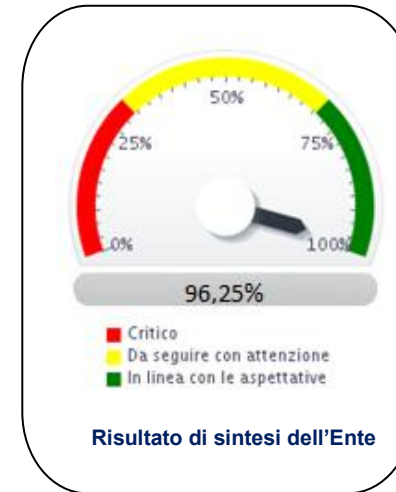 50%
25%
75%
0%
100%
96,25%
Critico
Da seguire con attenzione
In linea con le aspettative
Risultato di sintesi dell'Ente